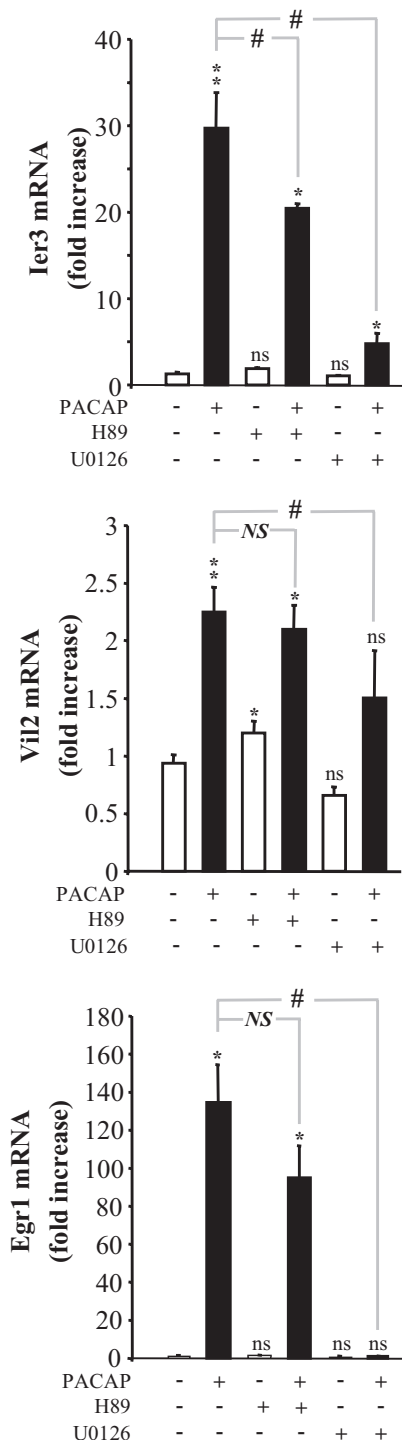 #
#
40
**
30
*
20
10
ns
ns
*
0
Ier3 mRNA
(fold increase)
PACAP - + - + - +
H89 - - + + - -
U0126 - - - - + +
#
NS
3
**
2.5
*
2
ns
1.5
*
1
ns
0.5
0
Vil2 mRNA
(fold increase)
PACAP - + - + - +
H89 - - + + - -
U0126 - - - - + +
#
NS
180
160
*
140
120
*
100
80
60
40
20
ns
ns
ns
0
Egr1 mRNA
(fold increase)
PACAP - + - + - +
H89 - - + + - -
U0126 - - - - + +